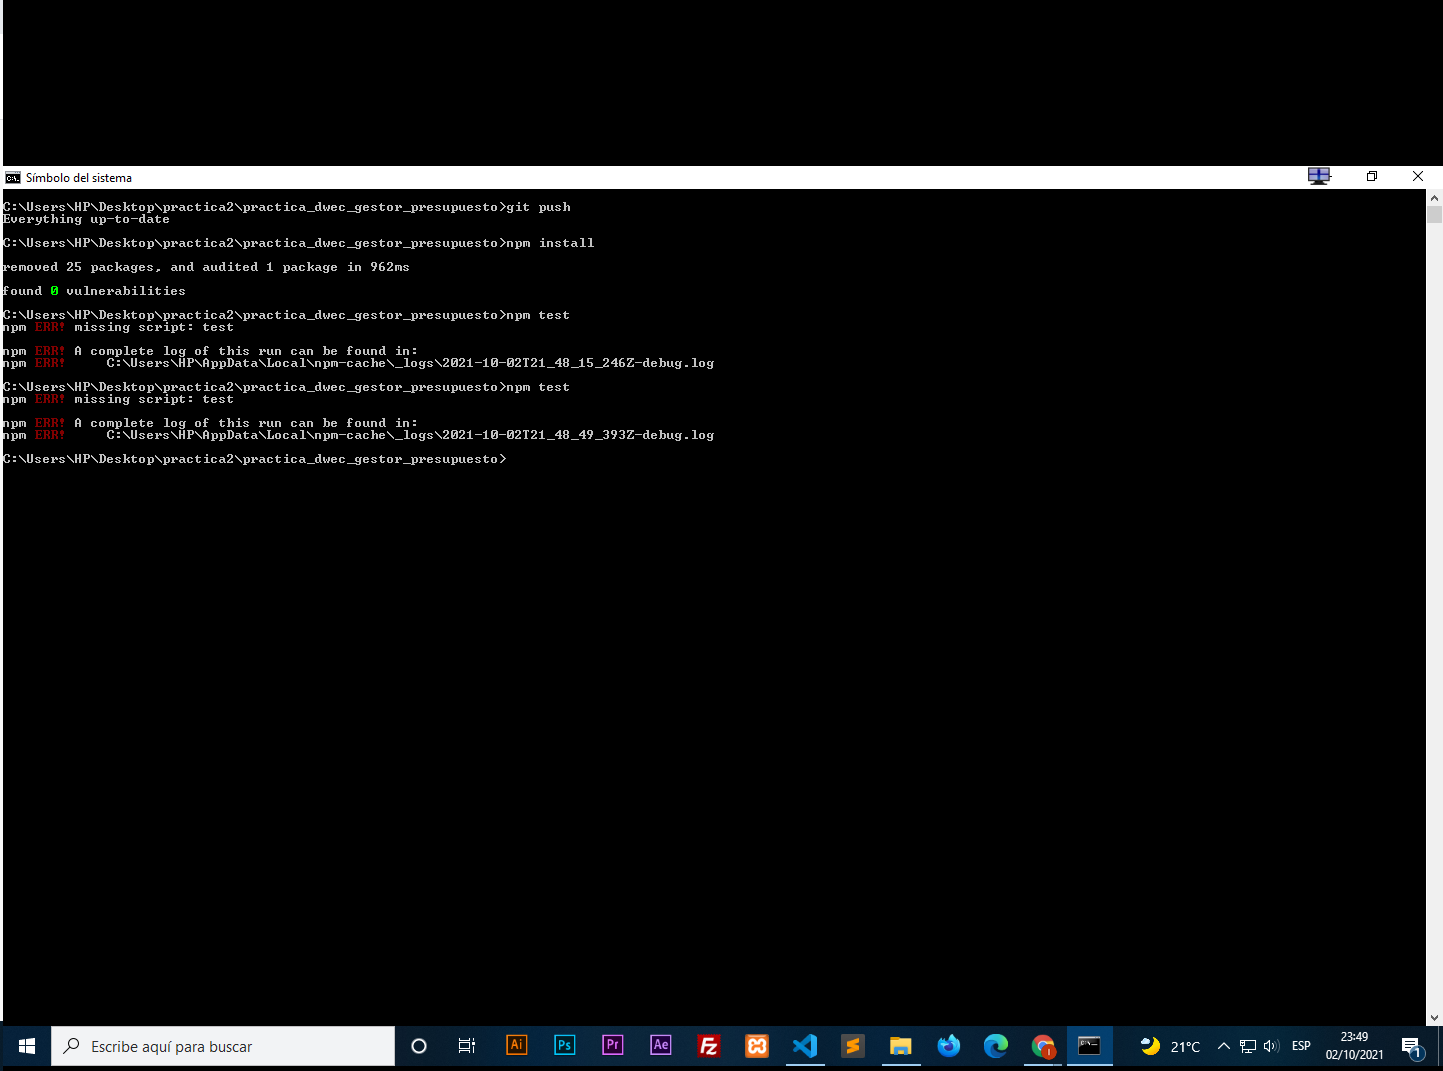 Símbolo del sistema
C:\Users\HP\Desktop\practica2\practica_dwec_gestor_presupuesto>git push
Everything up-to-date
C:\Users\HP\Desktop\practica2\practica_dwec_gestor_presupuesto>npm install
removed 25 packages, and audited 1 package in 962ms
found 0 vulnerabilities
C:\Users\HP\Desktop\practica2\practica_dwec_gestor_presupuesto>npm test
npm ERR! missing script: test
npm ERR! A complete log of this run can be found in:
npm ERR!     C:\Users\HP\AppData\Local\npm-cache\_logs\2021-10-02T21_48_15_246Z-debug.log
C:\Users\HP\Desktop\practica2\practica_dwec_gestor_presupuesto>npm test
npm ERR! missing script: test
npm ERR! A complete log of this run can be found in:
npm ERR!     C:\Users\HP\AppData\Local\npm-cache\_logs\2021-10-02T21_48_49_393Z-debug.log
C:\Users\HP\Desktop\practica2\practica_dwec_gestor_presupuesto>
Escribe aquí para buscar
Ai
Ps
Pr
Ae
Fz
21°C
ESP
23:49
02/10/2021
1